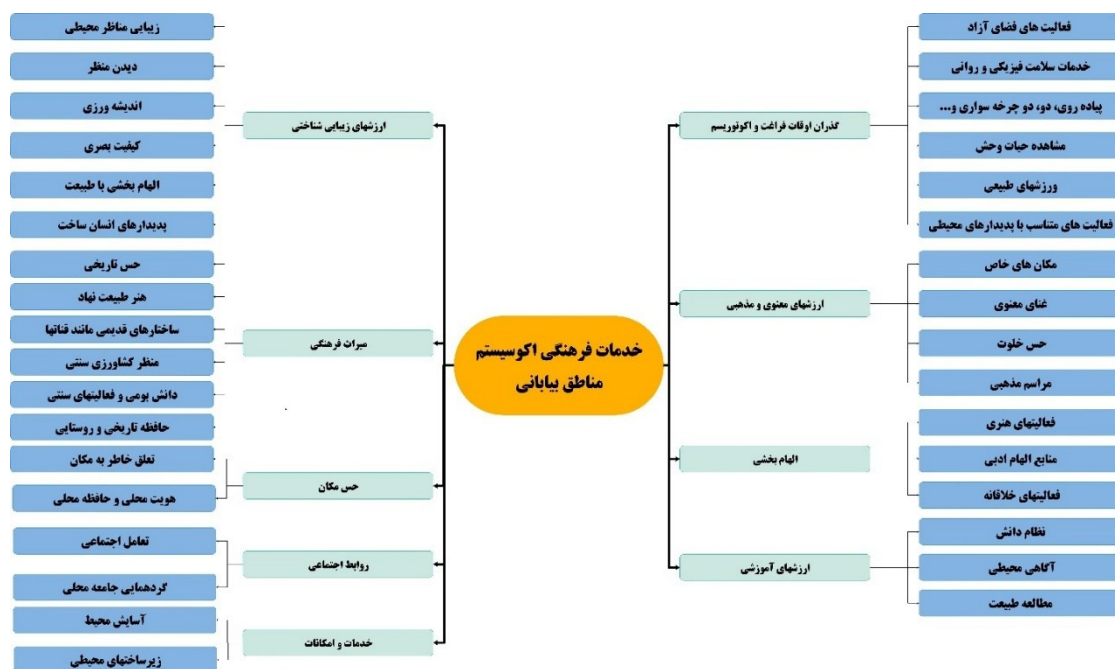 خدمات فرهنگی اکوسیستم
مناطق بیابانی
گذران اوقات فراغت و اکوتوریسم
فعالیت های فضای آزاد
خدمات سلامت فیزیکی و روانی
پیاده روی، دو، دو چرخه سواری و...
مشاهده حیات وحش
ورزشهای طبیعی
فعالیت های متناسب با پدیدارهای محیطی
ارزشهای معنوی و مذهبی
مکان های خاص
غنای معنوی
حس خلوت
مراسم مذهبی
الهام بخشی
فعالیتهای هنری
منابع الهام ادبی
فعالیتهای خلاقانه
ارزشهای آموزشی
نظام دانش
آگاهی محیطی
مطالعه طبیعت
ارزشهای زیبایی شناختی
زیبایی مناظر محیطی
دیدن منظر
اندیشه ورزی
کیفیت بصری
الهام بخشی با طبیعت
پدیدارهای انسان ساخت
میراث فرهنگی
حس تاریخی
هنر طبیعت نهاد
ساختارهای قدیمی مانند قناتها
منظر کشاورزی سنتی
دانش بومی و فعالیتهای سنتی
حافظه تاریخی و روستایی
حس مکان
تعلق خاطر به مکان
هویت محلی و حافظه محلی
روابط اجتماعی
تعامل اجتماعی
گردهمایی جامعه محلی
خدمات و امکانات
آسایش محیط
زیرساختهای محیطی